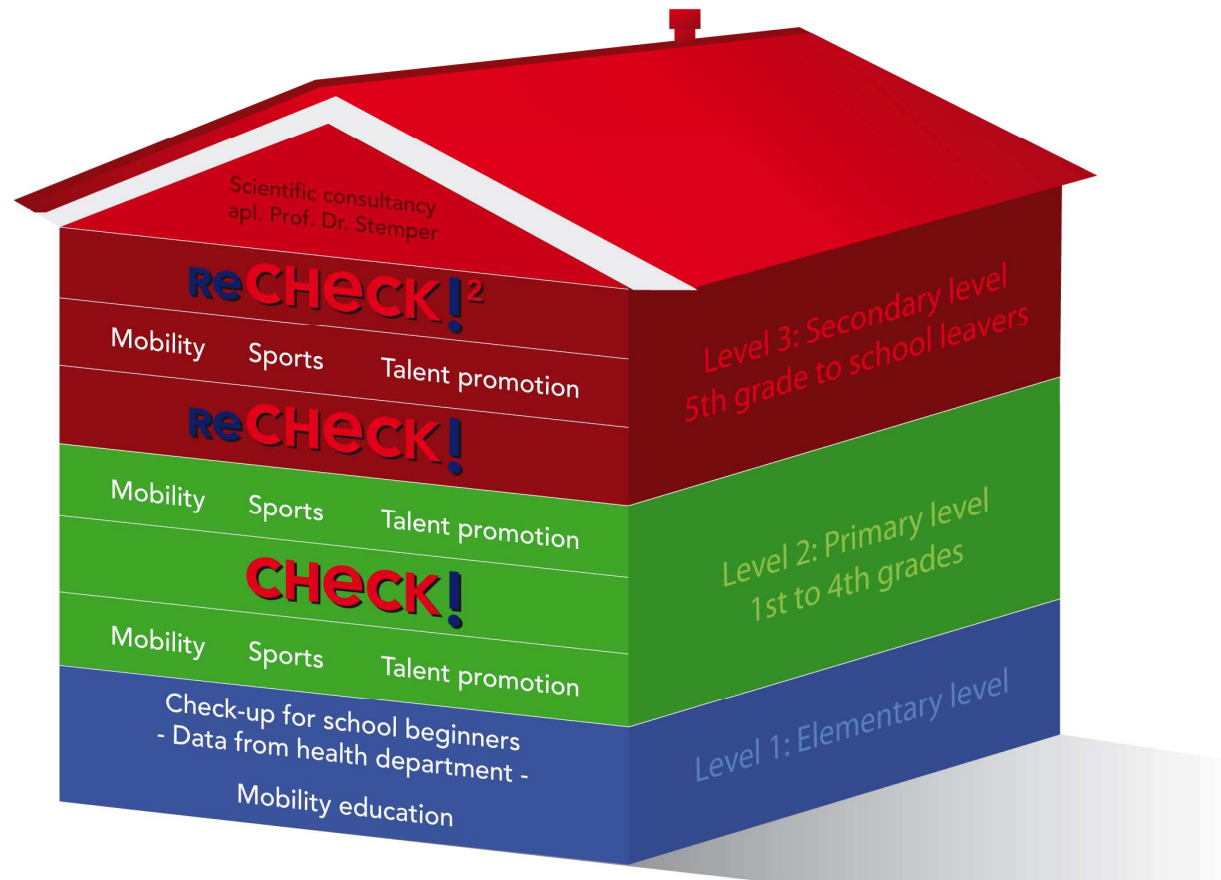 Scientific consultancy
apl. Prof. Dr. Stemper
reCHeCK!²
Mobility Sports Talent promotion
reCHeCK!
Mobility Sports Talent promotion
CHeCK!
Mobility Sports Talent promotion
Check-up for school beginners
- Data from health department -
Mobility education
Level 3: Secondary level
5th grade to school leavers
Level 2: Primary level
1st to 4th grades
Level 1: Elementary level